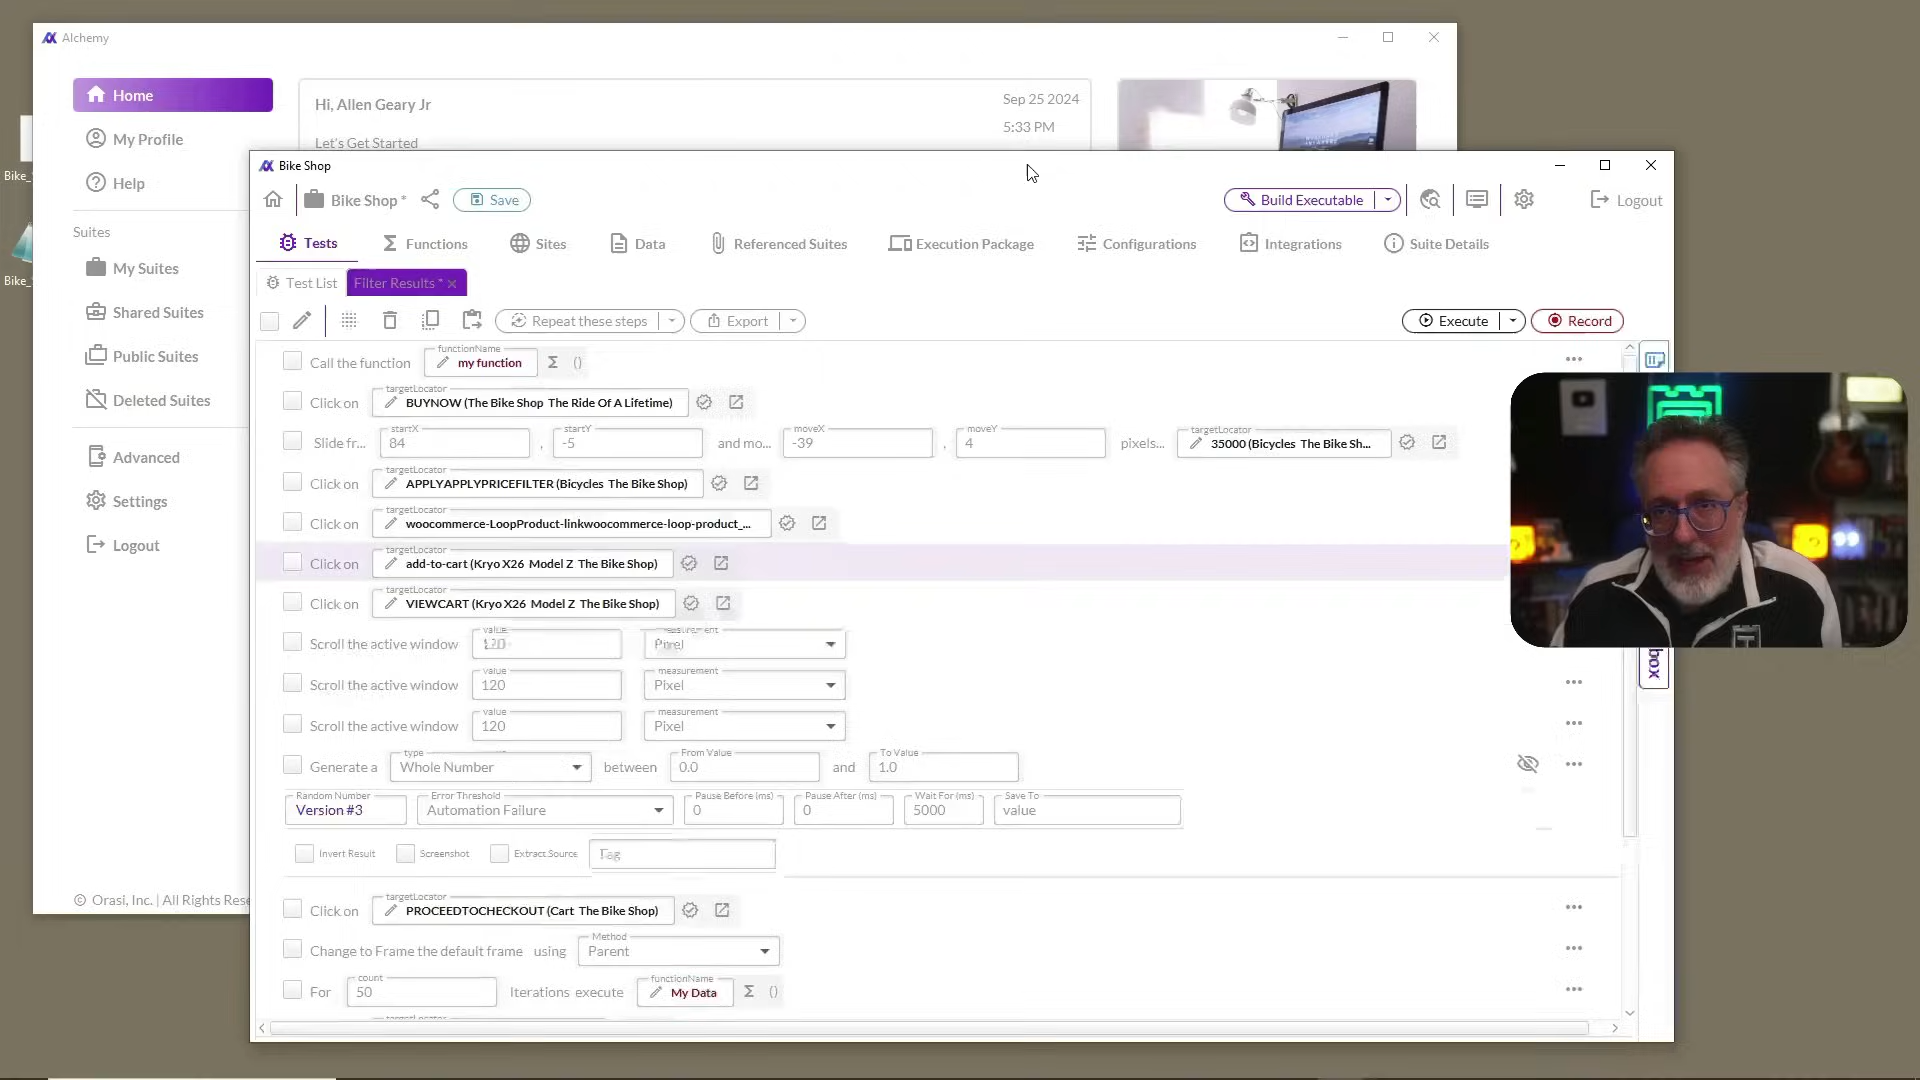 Alchemy
Home
Hi, Allen Geary Jr
Sep 25 2024
5:33 PM
Let's Get Started
My Profile
Help
Suites
My Suites
Shared Suites
Public Suites
Deleted Suites
Advanced
Settings
Logout
© Orasi, Inc. | All Rights Rese
Bike_
Bike_
Bike Shop
Bike Shop *
Save
Build Executable
Logout
Tests
Functions
Sites
Data
Referenced Suites
Execution Package
Configurations
Integrations
Suite Details
Test List
Filter Results *
Repeat these steps
Export
Execute
Record
Call the function
functionName
my function
()
Click on
targetLocator
BUYNOW (The Bike Shop The Ride Of A Lifetime)
Slide fr...
startX
84
,
startY
-5
and mo...
moveX
-39
,
moveY
4
pixels...
targetLocator
35000 (Bicycles The Bike Sh...
Click on
targetLocator
APPLYAPPLYPRICEFILTER (Bicycles The Bike Shop)
Click on
targetLocator
woocommerce-LoopProduct-linkwoocommerce-loop-product_...
Click on
targetLocator
add-to-cart (Kryo X26 Model Z The Bike Shop)
Click on
targetLocator
VIEWCART (Kryo X26 Model Z The Bike Shop)
Scroll the active window
value
120
measurement
Pixel
Scroll the active window
value
120
measurement
Pixel
Scroll the active window
value
120
measurement
Pixel
Generate a
type
Whole Number
between
From Value
0.0
and
To Value
1.0
Random Number
Version #3
Error Threshold
Automation Failure
Pause Before (ms)
0
Pause After (ms)
0
Wait For (ms)
5000
Save To
value
Invert Result
Screenshot
Extract Source
Tag
Click on
targetLocator
PROCEEDTOCHECKOUT (Cart The Bike Shop)
Change to Frame the default frame using
Method
Parent
For
count
50
Iterations execute
functionName
My Data
()
targetLocator
box